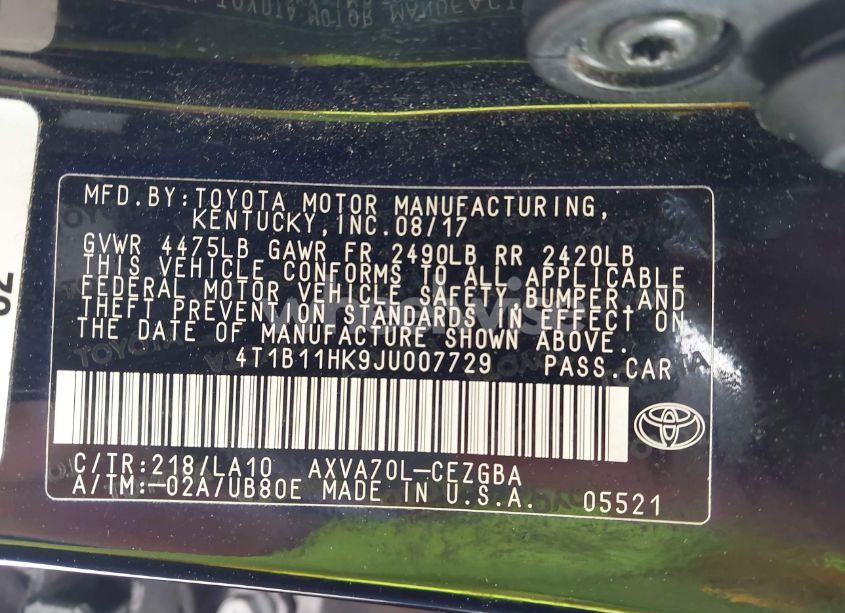 MFD.BY:TOYOTA MOTOR MANUFACTURING,
KENTUCKY,INC.08/17
GVWR 4475LB GAWR FR 2490LB RR 2420LB
THIS VEHICLE CONFORMS TO ALL APPLICABLE
FEDERAL MOTOR VEHICLE SAFETY,BUMPER AND
THEFT PREVENTION STANDARDS IN EFFECT ON
THE DATE OF MANUFACTURE SHOWN ABOVE.
4T1B11HK9JU007729 PASS.CAR
C/TR:218/LA10 AXVA70L-CEZGBA
A/TM:-02A/UB80E MADE IN U.S.A. 05521